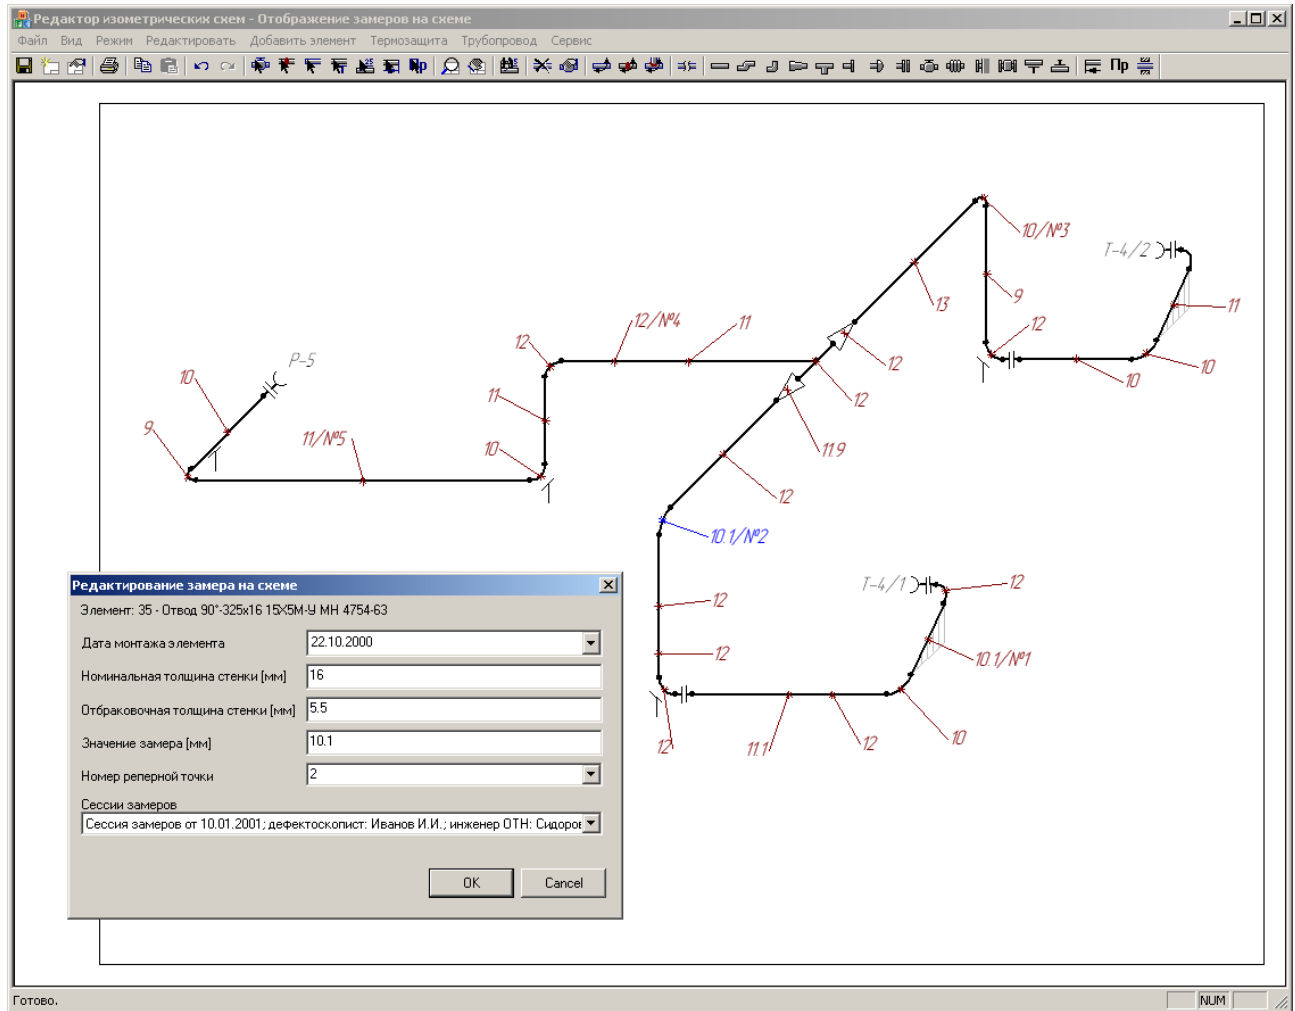 Редактор изометрических схем - Отображение замеров на схеме
Файл Вид Режим Редактировать Добавить элемент Термозащита Трубопровод Сервис
Пр
10/№3
Т-4/2
13
9
11
12/№4
11
12
12
12
10
10
Р-5
10
12
11
12
9
11/№5
10
11.9
12
10.1/№2
Т-4/1
12
12
12
10.1/№1
12
11.1
12
10
Редактирование замера на схеме
Элемент: 35 - Отвод 90°-325x16 15Х5М-У МН 4754-63
Дата монтажа элемента 22.10.2000
Номинальная толщина стенки [мм] 16
Отбраковочная толщина стенки [мм] 5.5
Значение замера [мм] 10.1
Номер реперной точки 2
Сессии замеров
Сессия замеров от 10.01.2001; дефектоскопист: Иванов И.И.; инженер ОТН: Сидоров
OK Cancel
Готово. NUM